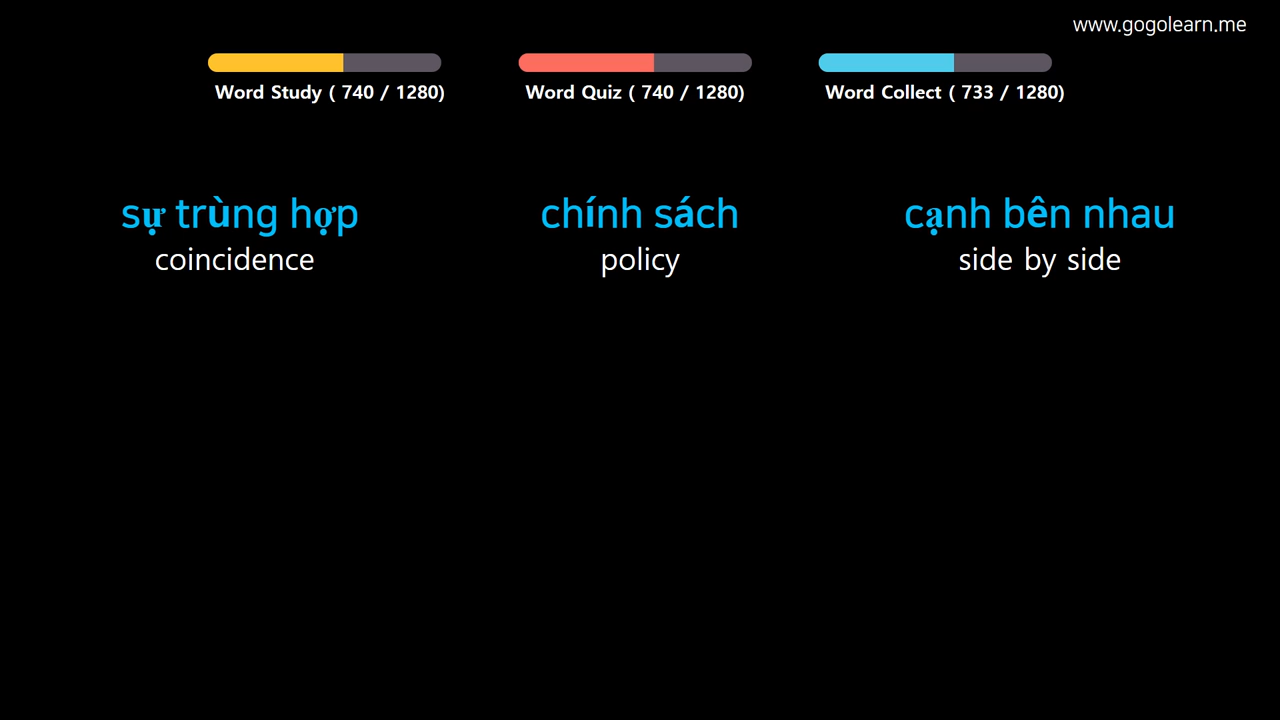 www.gogolearn.me
Word Study ( 740 / 1280)
Word Quiz ( 740 / 1280)
Word Collect ( 733 / 1280)
sự trùng hợp
coincidence
chính sách
policy
cạnh bên nhau
side by side